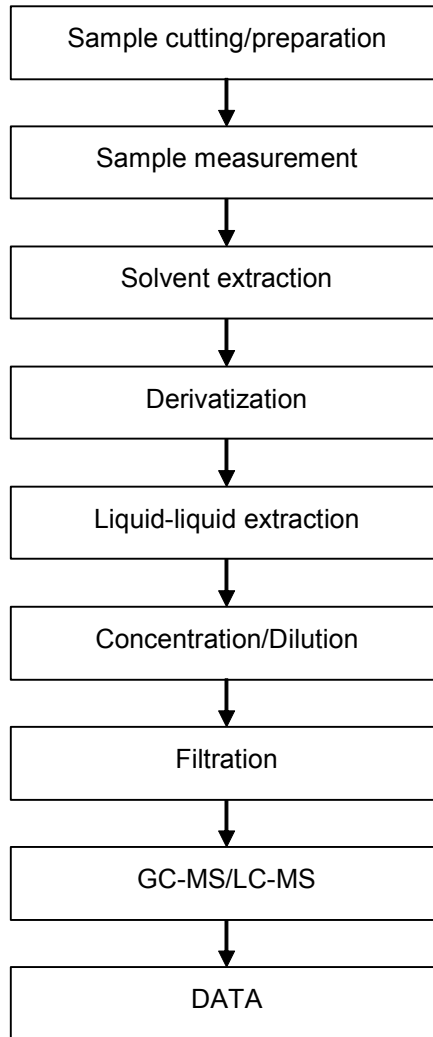 Sample cutting/preparation
Sample measurement
Solvent extraction
Derivatization
Liquid-liquid extraction
Concentration/Dilution
Filtration
GC-MS/LC-MS
DATA